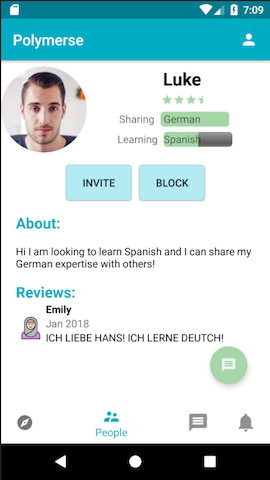 7:09
Polymerse
Luke
Sharing German
Learning Spanish
INVITE BLOCK
About:
Hi I am looking to learn Spanish and I can share my
German expertise with others!
Reviews:
Emily
Jan 2018
ICH LIEBE HANS! ICH LERNE DEUTCH!
People